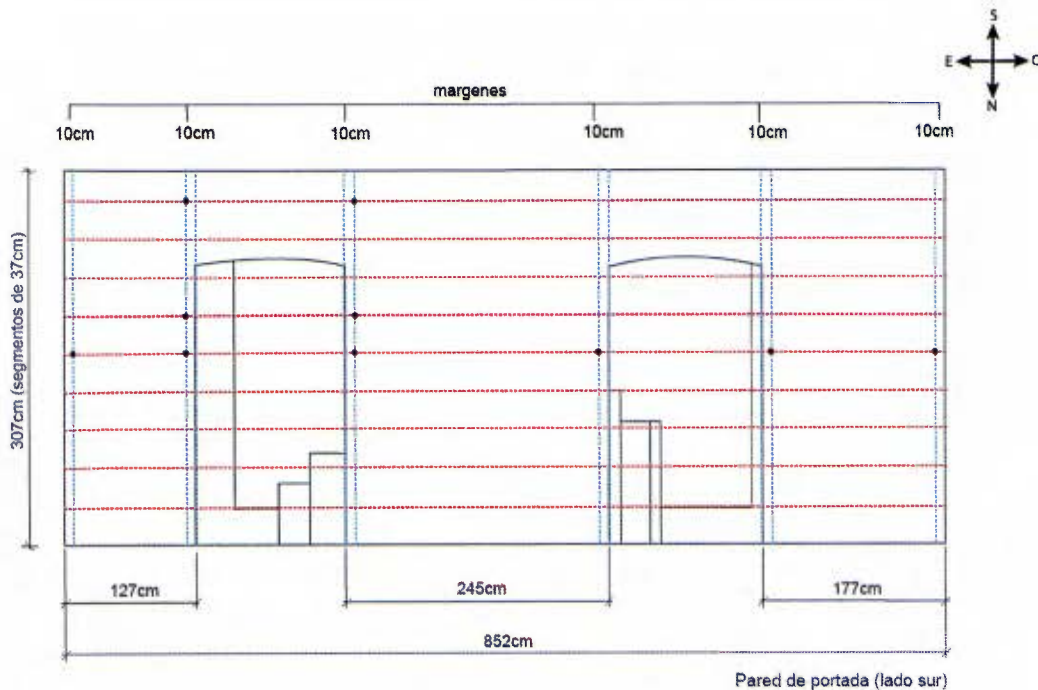 S
E O
N
margenes
10cm 10cm 10cm 10cm 10cm 10cm
307cm (segmentos de 37cm)
127cm 245cm 177cm
852cm
Pared de portada (lado sur)